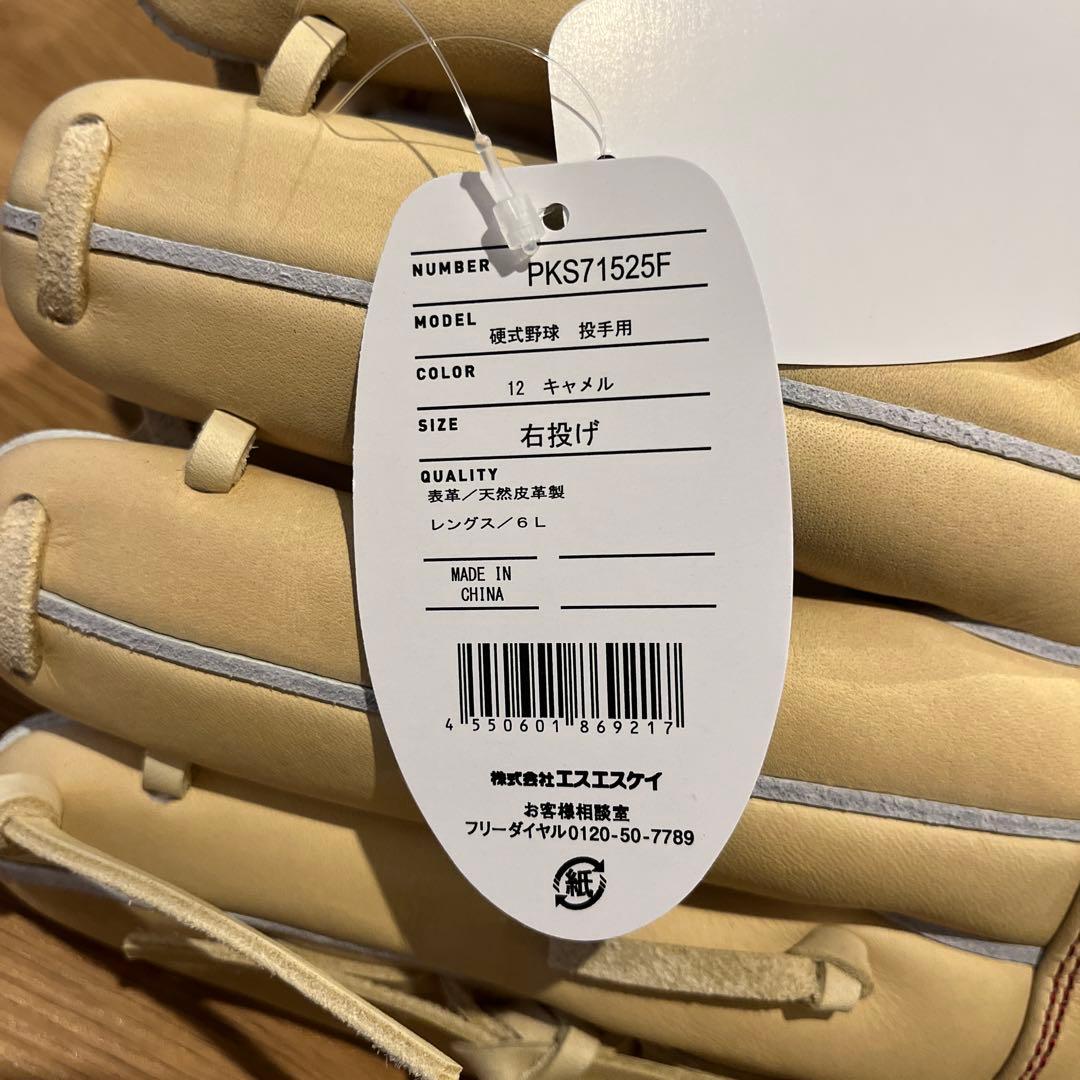 NUMBER PKS71525F
MODEL 硬式野球 投手用
COLOR 12 キャメル
SIZE 右投げ
QUALITY
表革／天然皮革製
レングス／６Ｌ
MADE IN
CHINA
4 550601 869217
株式会社エスエスケイ
お客様相談室
フリーダイヤル0120-50-7789
紙